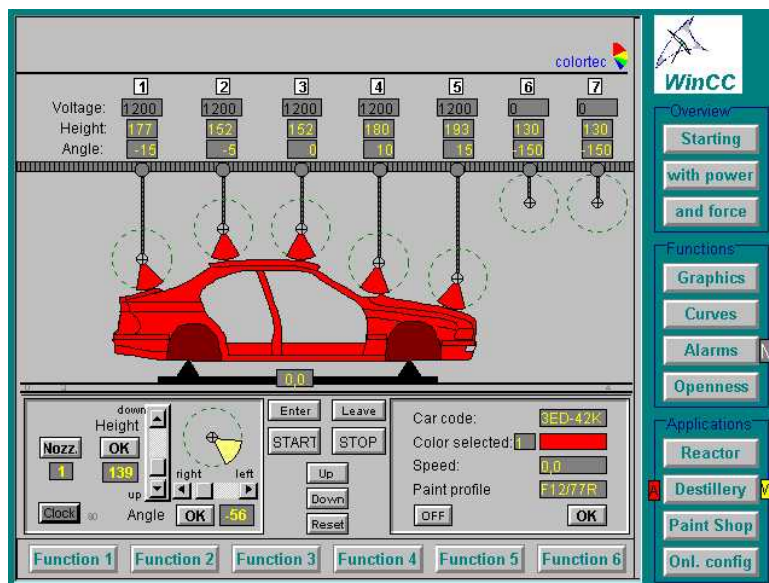 colortec
WinCC
1 2 3 4 5 6 7
Voltage: 1200 1200 1200 1200 1200 0 0
Height: 177 152 152 180 193 130 130
Angle: -15 -5 0 10 15 -150 -150
0,0
down
Height
Nozz. OK
1 139
up
Clock 80
right left
Angle OK -56
Enter Leave
START STOP
Up
Down
Reset
Car code: 3ED-42K
Color selected: 1
Speed: 0,0
Paint profile F12/77R
OFF OK
Function 1 Function 2 Function 3 Function 4 Function 5 Function 6
Overview
Starting
with power
and force
Functions
Graphics
Curves
Alarms
Openness
Applications
Reactor
A Destillery
Paint Shop
Onl. config